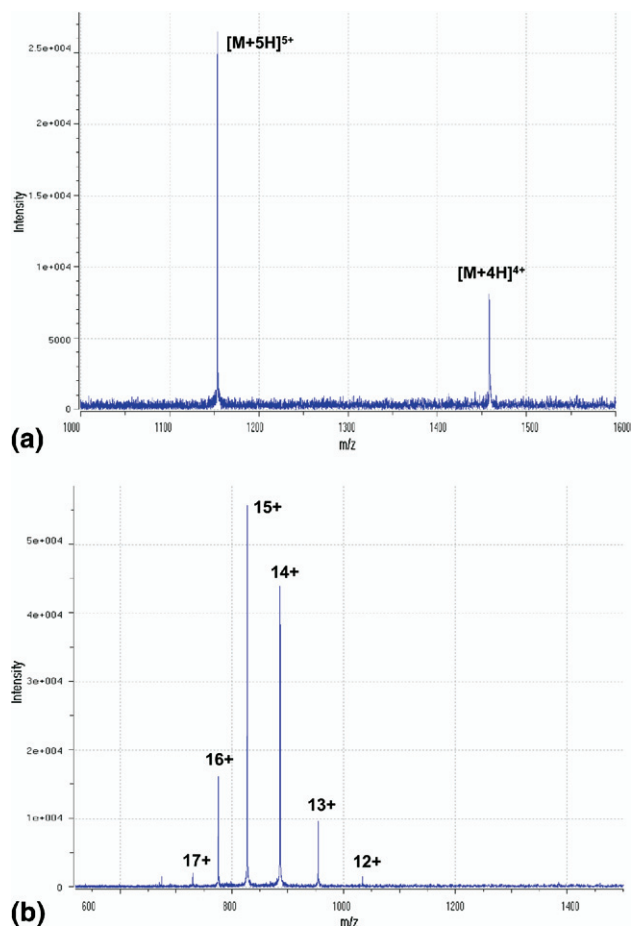 [M+5H]5+
2.5e+004
2e+004
1.5e+004
Intensity
[M+4H]4+
1e+004
5000
0
1000 1100 1200 1300 1400 1500 1600
m/z
(a)
15+
5e+004
14+
4e+004
Intensity
3e+004
2e+004
16+
13+
1e+004
17+
12+
0
600 800 1000 1200 1400
m/z
(b)